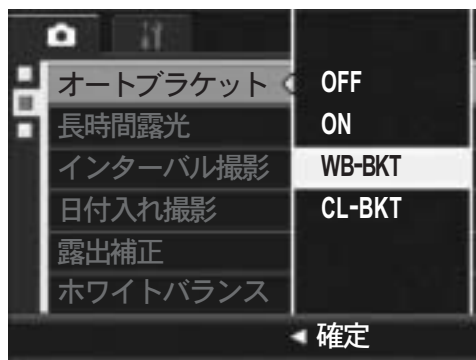 オートブラケット
長時間露光
インターバル撮影
日付入れ撮影
露出補正
ホワイトバランス
OFF
ON
WB-BKT
CL-BKT
確定